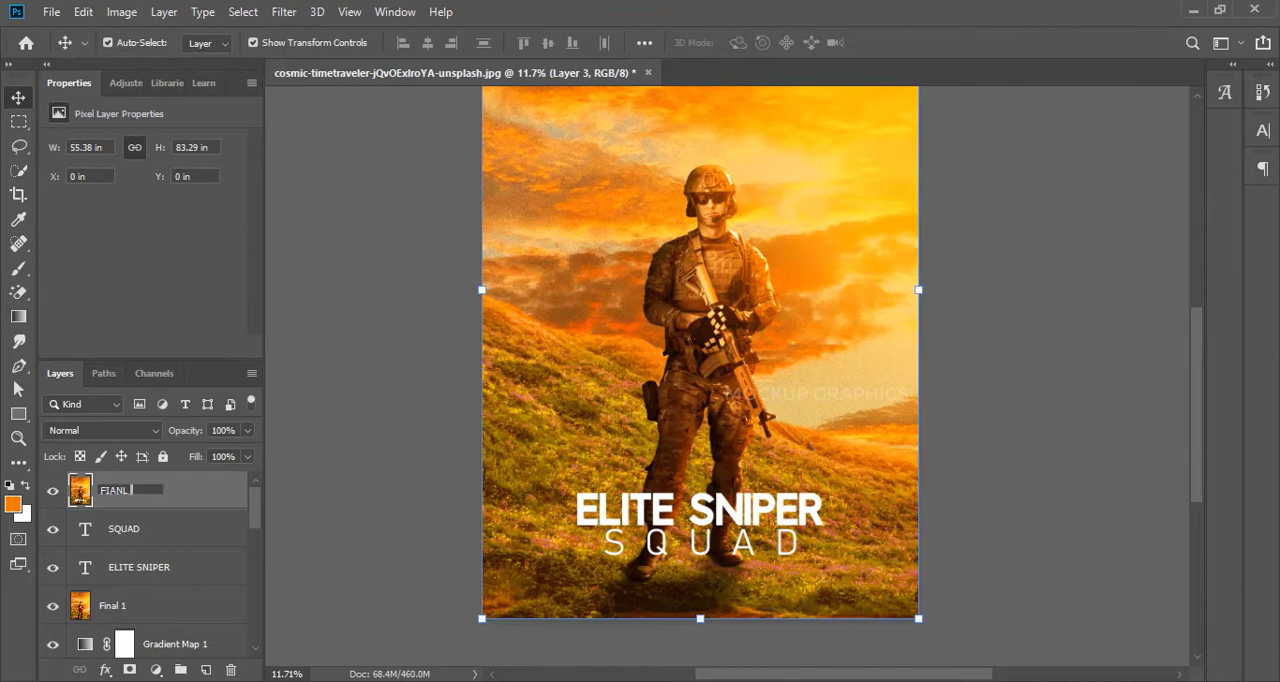 Ps File Edit Image Layer Type Select Filter 3D View Window Help
Auto-Select: Layer Show Transform Controls 3D Mode:
cosmic-timetraveler-jQvOExlroYA-unsplash.jpg @ 11.7% (Layer 3, RGB/8) *
Properties Adjustn Librarie Learn
Pixel Layer Properties
W: 55.38 in H: 83.29 in
X: 0 in Y: 0 in
Layers Paths Channels
Kind
Normal Opacity: 100%
Lock: Fill: 100%
FIANL
SQUAD
ELITE SNIPER
Final 1
Gradient Map 1
MOCKUP GRAPHICS
ELITE SNIPER
SQUAD
11.71% Doc: 68.4M/460.0M